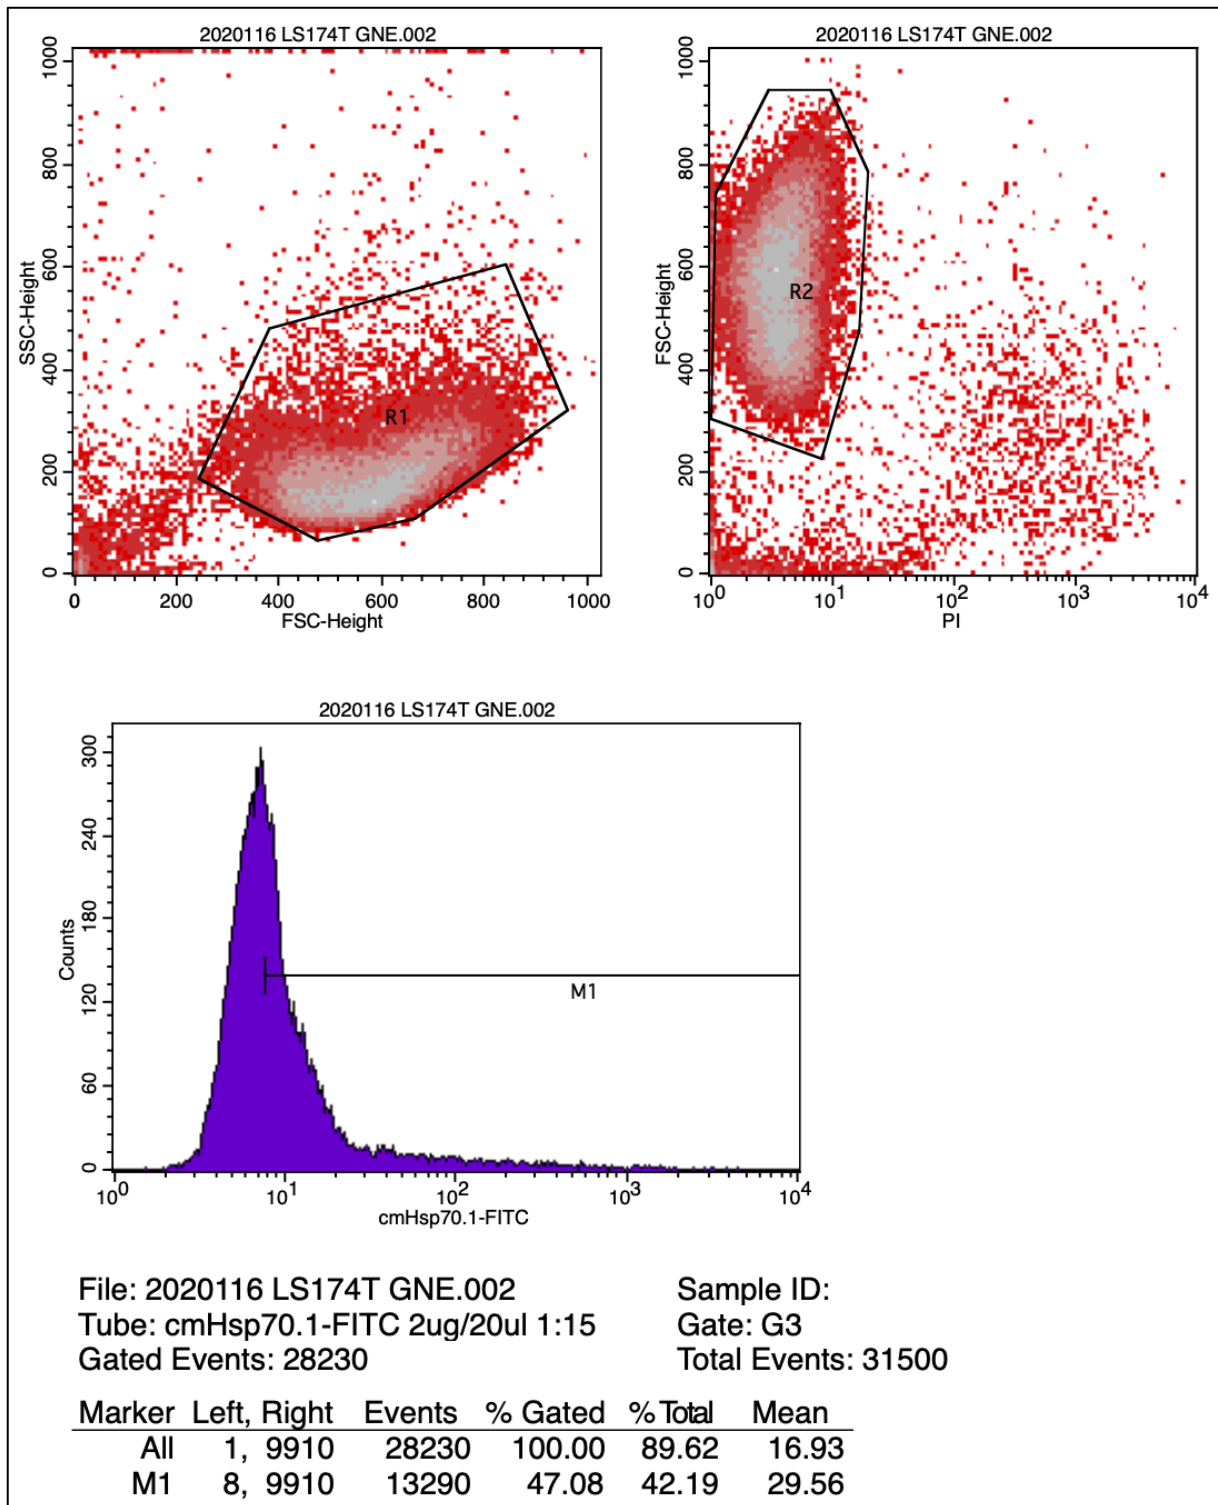 2020116 LS174T GNE.002
1000
800
600
400
200
0
SSC-Height
R1
0 200 400 600 800 1000
FSC-Height
2020116 LS174T GNE.002
1000
800
600
400
200
0
FSC-Height
R2
10^0 10^1 10^2 10^3 10^4
PI
2020116 LS174T GNE.002
300
240
180
120
60
0
Counts
M1
10^0 10^1 10^2 10^3 10^4
cmHsp70.1-FITC
File: 2020116 LS174T GNE.002 Sample ID:
Tube: cmHsp70.1-FITC 2ug/20ul 1:15 Gate: G3
Gated Events: 28230 Total Events: 31500
Marker Left, Right Events % Gated % Total Mean
All 1, 9910 28230 100.00 89.62 16.93
M1 8, 9910 13290 47.08 42.19 29.56